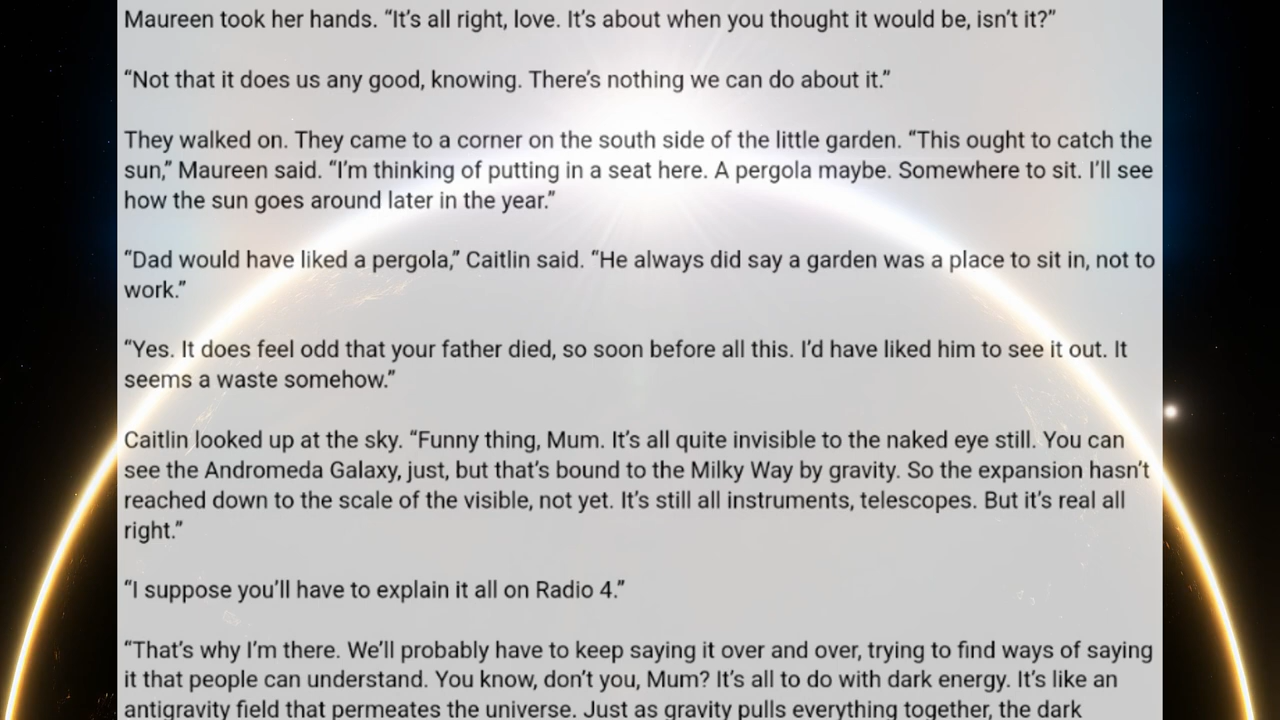 Maureen took her hands. “It’s all right, love. It’s about when you thought it would be, isn’t it?”
“Not that it does us any good, knowing. There’s nothing we can do about it.”
They walked on. They came to a corner on the south side of the little garden. “This ought to catch the
sun,” Maureen said. “I’m thinking of putting in a seat here. A pergola maybe. Somewhere to sit. I’ll see
how the sun goes around later in the year.”
“Dad would have liked a pergola,” Caitlin said. “He always did say a garden was a place to sit in, not to
work.”
“Yes. It does feel odd that your father died, so soon before all this. I’d have liked him to see it out. It
seems a waste somehow.”
Caitlin looked up at the sky. “Funny thing, Mum. It’s all quite invisible to the naked eye still. You can
see the Andromeda Galaxy, just, but that’s bound to the Milky Way by gravity. So the expansion hasn’t
reached down to the scale of the visible, not yet. It’s still all instruments, telescopes. But it’s real all
right.”
“I suppose you’ll have to explain it all on Radio 4.”
“That’s why I’m there. We’ll probably have to keep saying it over and over, trying to find ways of saying
it that people can understand. You know, don’t you, Mum? It’s all to do with dark energy. It’s like an
antigravity field that permeates the universe. Just as gravity pulls everything together, the dark